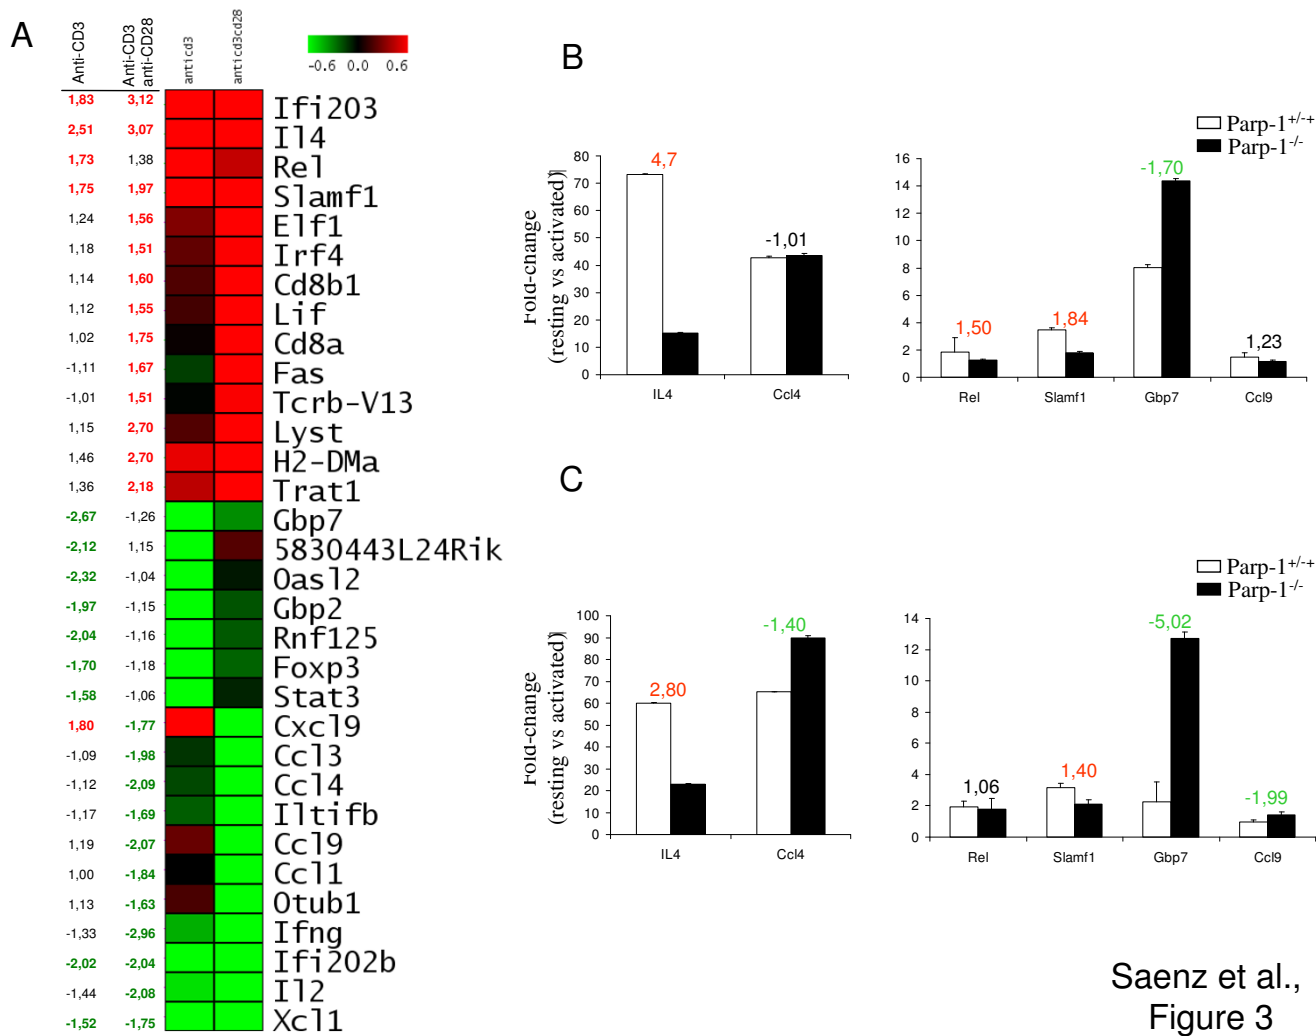 A
Anti-CD3
Anti-CD3
anti-CD28
anticd3
anticd3cd28
-0.6 0.0 0.6
1,83 3,12 Ifi203
2,51 3,07 Il4
1,73 1,38 Rel
1,75 1,97 Slamf1
1,24 1,56 Elf1
1,18 1,51 Irf4
1,14 1,60 Cd8b1
1,12 1,55 Lif
1,02 1,75 Cd8a
-1,11 1,67 Fas
-1,01 1,51 Tcrb-V13
1,15 2,70 Lyst
1,46 2,70 H2-DMa
1,36 2,18 Trat1
-2,67 -1,26 Gbp7
-2,12 1,15 5830443L24Rik
-2,32 -1,04 Oasl2
-1,97 -1,15 Gbp2
-2,04 -1,16 Rnf125
-1,70 -1,18 Foxp3
-1,58 -1,06 Stat3
1,80 -1,77 Cxcl9
-1,09 -1,98 Ccl3
-1,12 -2,09 Ccl4
-1,17 -1,69 Iltifb
1,19 -2,07 Ccl9
1,00 -1,84 Ccl1
1,13 -1,63 Otub1
-1,33 -2,96 Ifng
-2,02 -2,04 Ifi202b
-1,44 -2,08 Il2
-1,52 -1,75 Xcl1
B
Parp-1+/-+
Parp-1-/-
Fold-change
(resting vs activated)
80
70
60
50
40
30
20
10
0
4,7
-1,01
IL4 Ccl4
16
14
12
10
8
6
4
2
0
1,50
1,84
-1,70
1,23
Rel Slamf1 Gbp7 Ccl9
C
Parp-1+/-+
Parp-1-/-
Fold-change
(resting vs activated)
100
90
80
70
60
50
40
30
20
10
0
2,80
-1,40
IL4 Ccl4
14
12
10
8
6
4
2
0
1,06
1,40
-5,02
-1,99
Rel Slamf1 Gbp7 Ccl9
Saenz et al.,
Figure 3